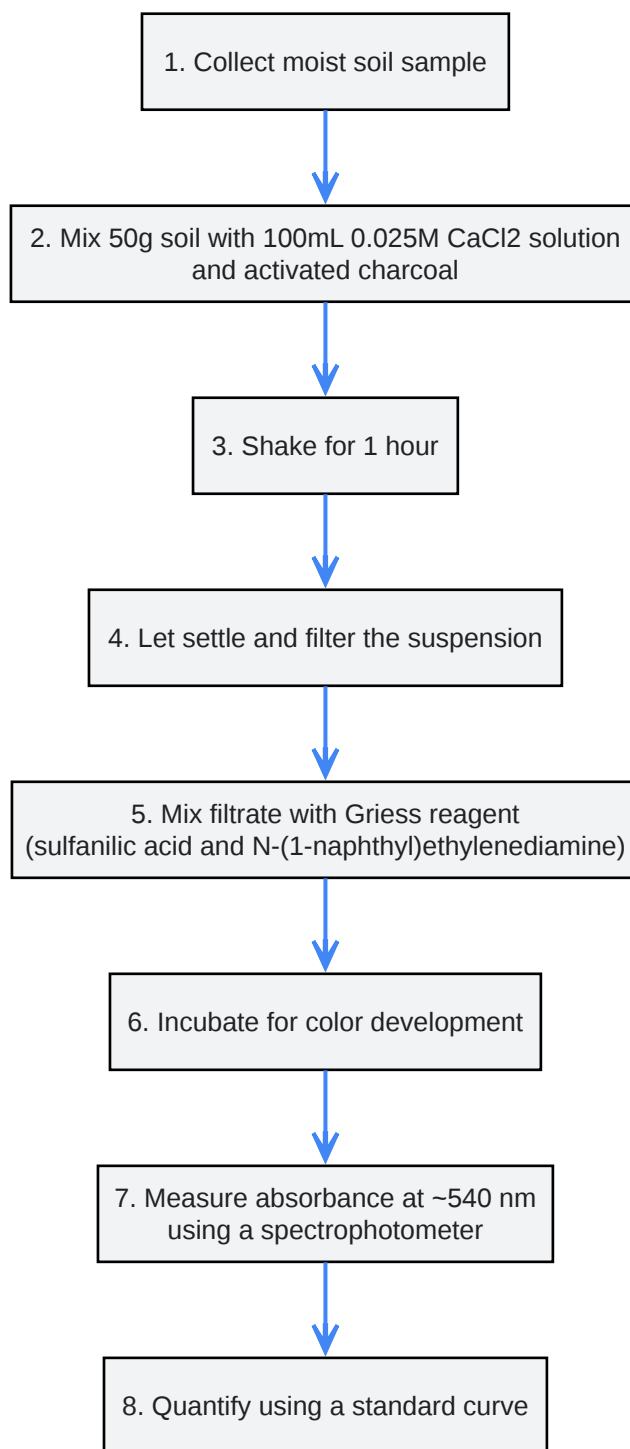 1. Collect moist soil sample
2. Mix 50g soil with 100mL 0.025M CaCl2 solution
and activated charcoal
3. Shake for 1 hour
4. Let settle and filter the suspension
5. Mix filtrate with Griess reagent
(sulfanilic acid and N-(1-naphthyl)ethylenediamine)
6. Incubate for color development
7. Measure absorbance at ~540 nm
using a spectrophotometer
8. Quantify using a standard curve